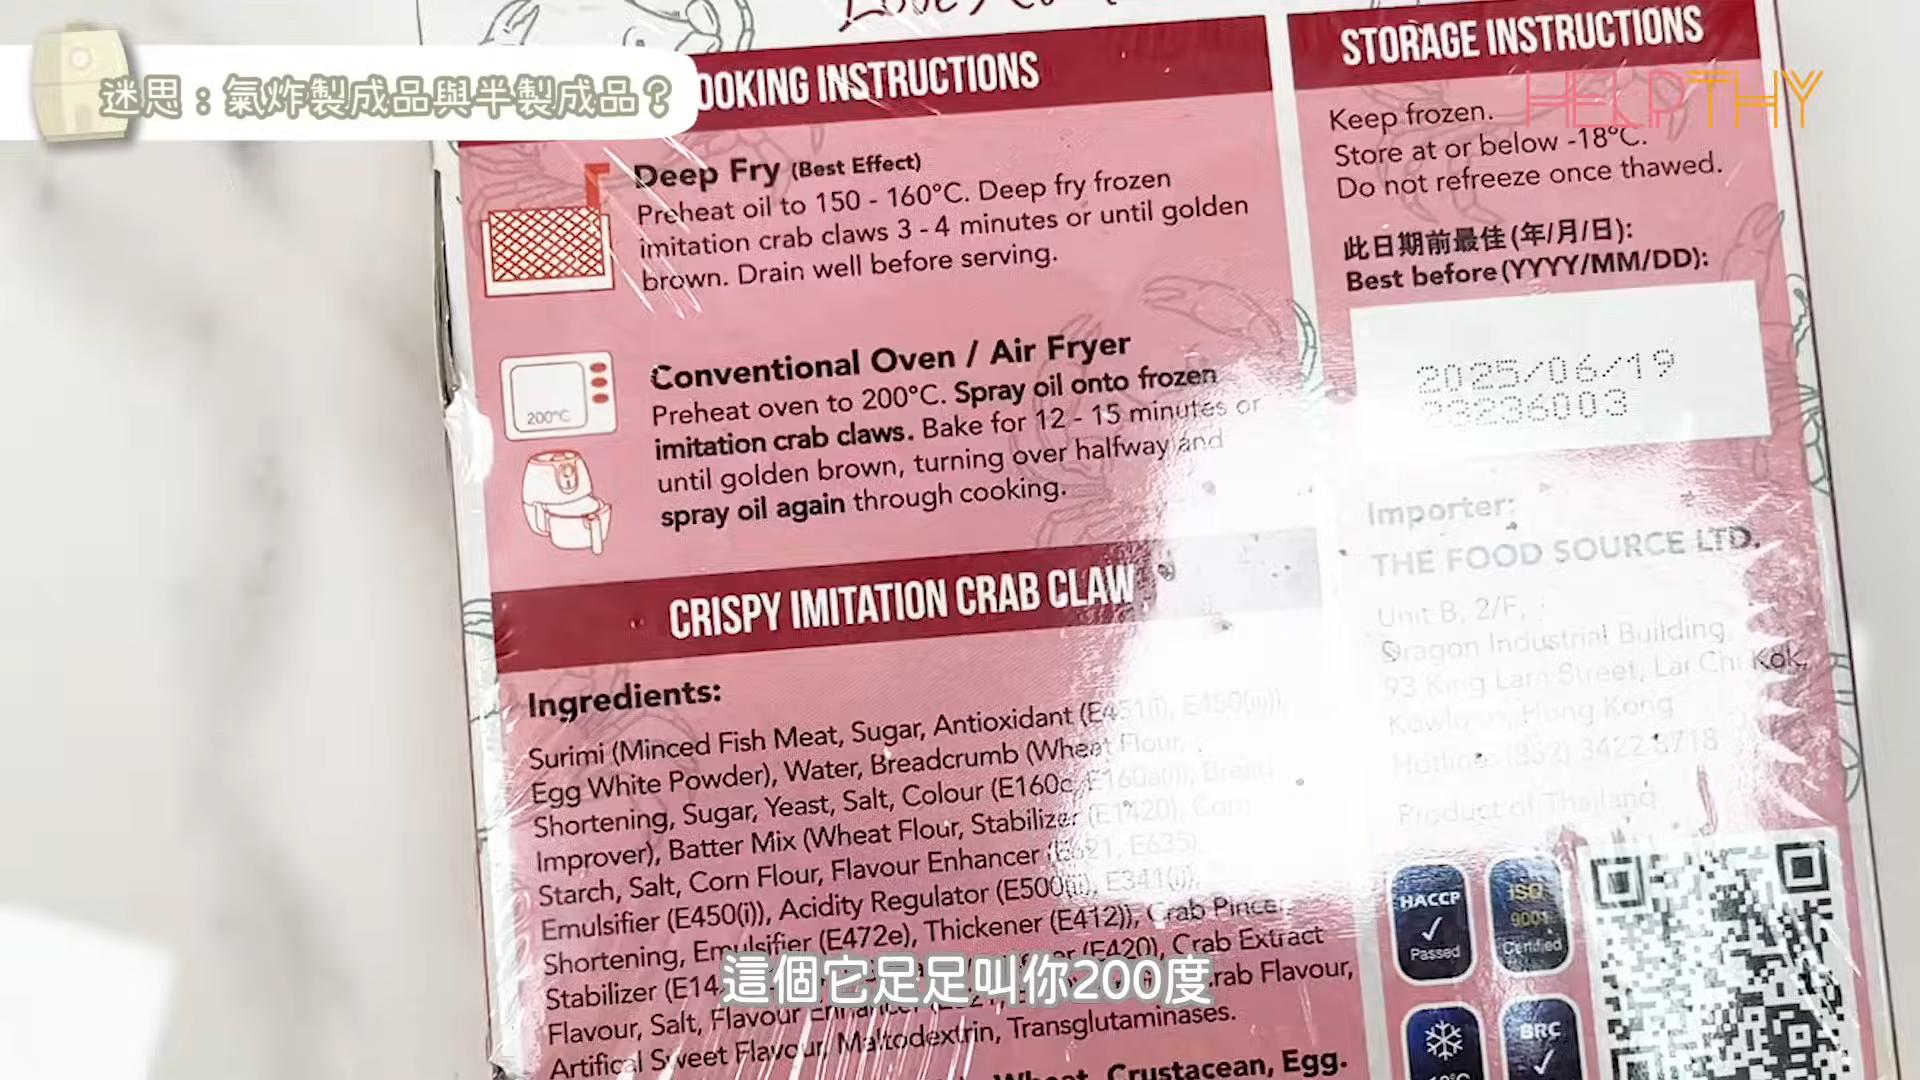 迷思：氣炸製成品與半製成品？
HELPTHY
OOKING INSTRUCTIONS
Deep Fry (Best Effect)
Preheat oil to 150 - 160°C. Deep fry frozen
imitation crab claws 3 - 4 minutes or until golden
brown. Drain well before serving.
200°C
Conventional Oven / Air Fryer
Preheat oven to 200°C. Spray oil onto frozen
imitation crab claws. Bake for 12 - 15 minutes or
until golden brown, turning over halfway and
spray oil again through cooking.
CRISPY IMITATION CRAB CLAW
Ingredients:
Surimi (Minced Fish Meat, Sugar, Antioxidant (E451(i), E450(iii)),
Egg White Powder), Water, Breadcrumb (Wheat Flour,
Shortening, Sugar, Yeast, Salt, Colour (E160c, E160a(i)), Bread
Improver), Batter Mix (Wheat Flour, Stabilizer (E1420), Corn
Starch, Salt, Corn Flour, Flavour Enhancer (E621, E635),
Emulsifier (E450(i)), Acidity Regulator (E500(ii), E341(i)),
Shortening, Emulsifier (E472e), Thickener (E412)), Crab Pincer,
Stabilizer (E14 (E420), Crab Extract
Flavour, Salt, Flavour Crab Flavour,
Artifical Sweet Flavour, Maltodextrin, Transglutaminases.
Wheat, Crustacean, Egg.
STORAGE INSTRUCTIONS
Keep frozen.
Store at or below -18°C.
Do not refreeze once thawed.
此日期前最佳(年/月/日):
Best before(YYYY/MM/DD):
2025/06/19
23236003
Importer:
THE FOOD SOURCE LTD.
Unit B, 2/F,
Dragon Industrial Building,
93 King Lam Street, Lai Chi Kok,
Kowloon, Hong Kong
Hotline: (852) 3422 8718
Product of Thailand
HACCP
Passed
ISO
9001
Certified
BRC
這個它足足叫你200度